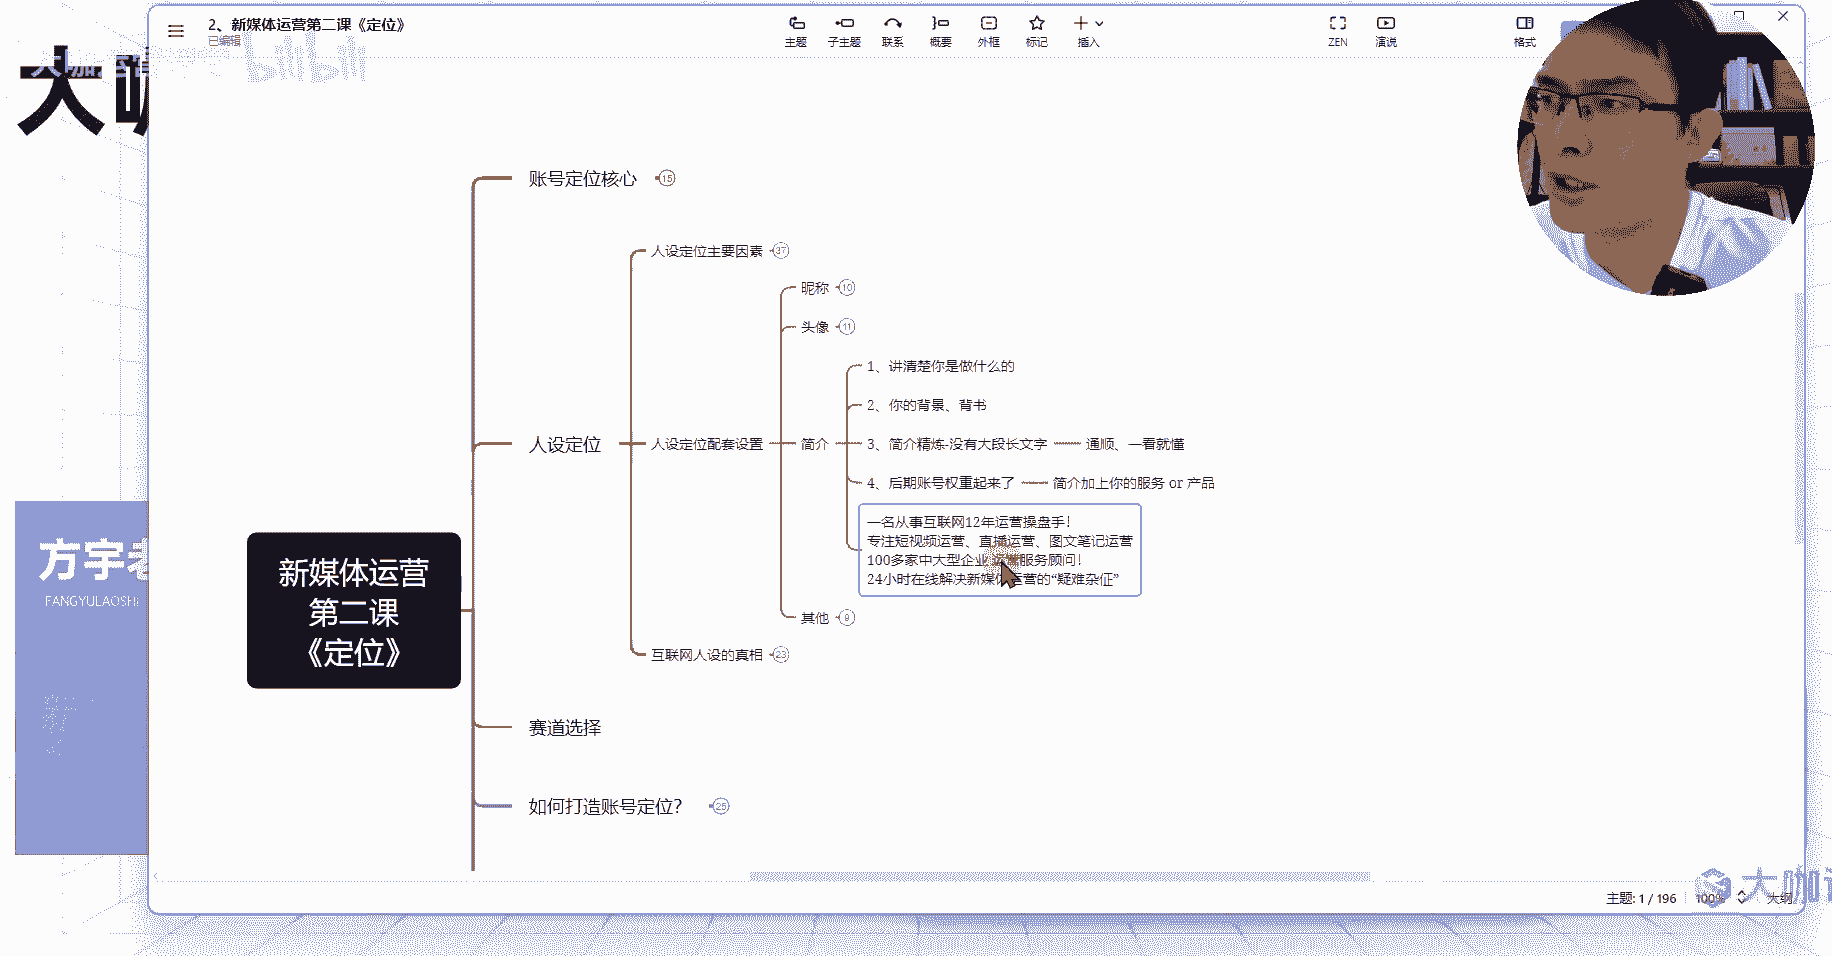 2、新媒体运营第二课《定位》
已编辑
主题
子主题
联系
概要
外框
标记
插入
ZEN
演说
格式
bilibili
大咖
账号定位核心 15
人设定位主要因素 37
昵称 10
头像 11
1、讲清楚你是做什么的
2、你的背景、背书
人设定位
人设定位配套设置
简介
3、简介精炼-没有大段长文字
通顺、一看就懂
4、后期账号权重起来了
简介加上你的服务 or 产品
一名从事互联网12年运营操盘手！
专注短视频运营、直播运营、图文笔记运营
100多家中大型企业 运营服务顾问！
24小时在线解决新媒体运营的“疑难杂症”
其他 9
互联网人设的真相 23
新媒体运营
第二课
《定位》
赛道选择
如何打造账号定位？ 25
方宇老
FANGYULAOSHI
主题: 1 / 196
100%
大纲
大咖